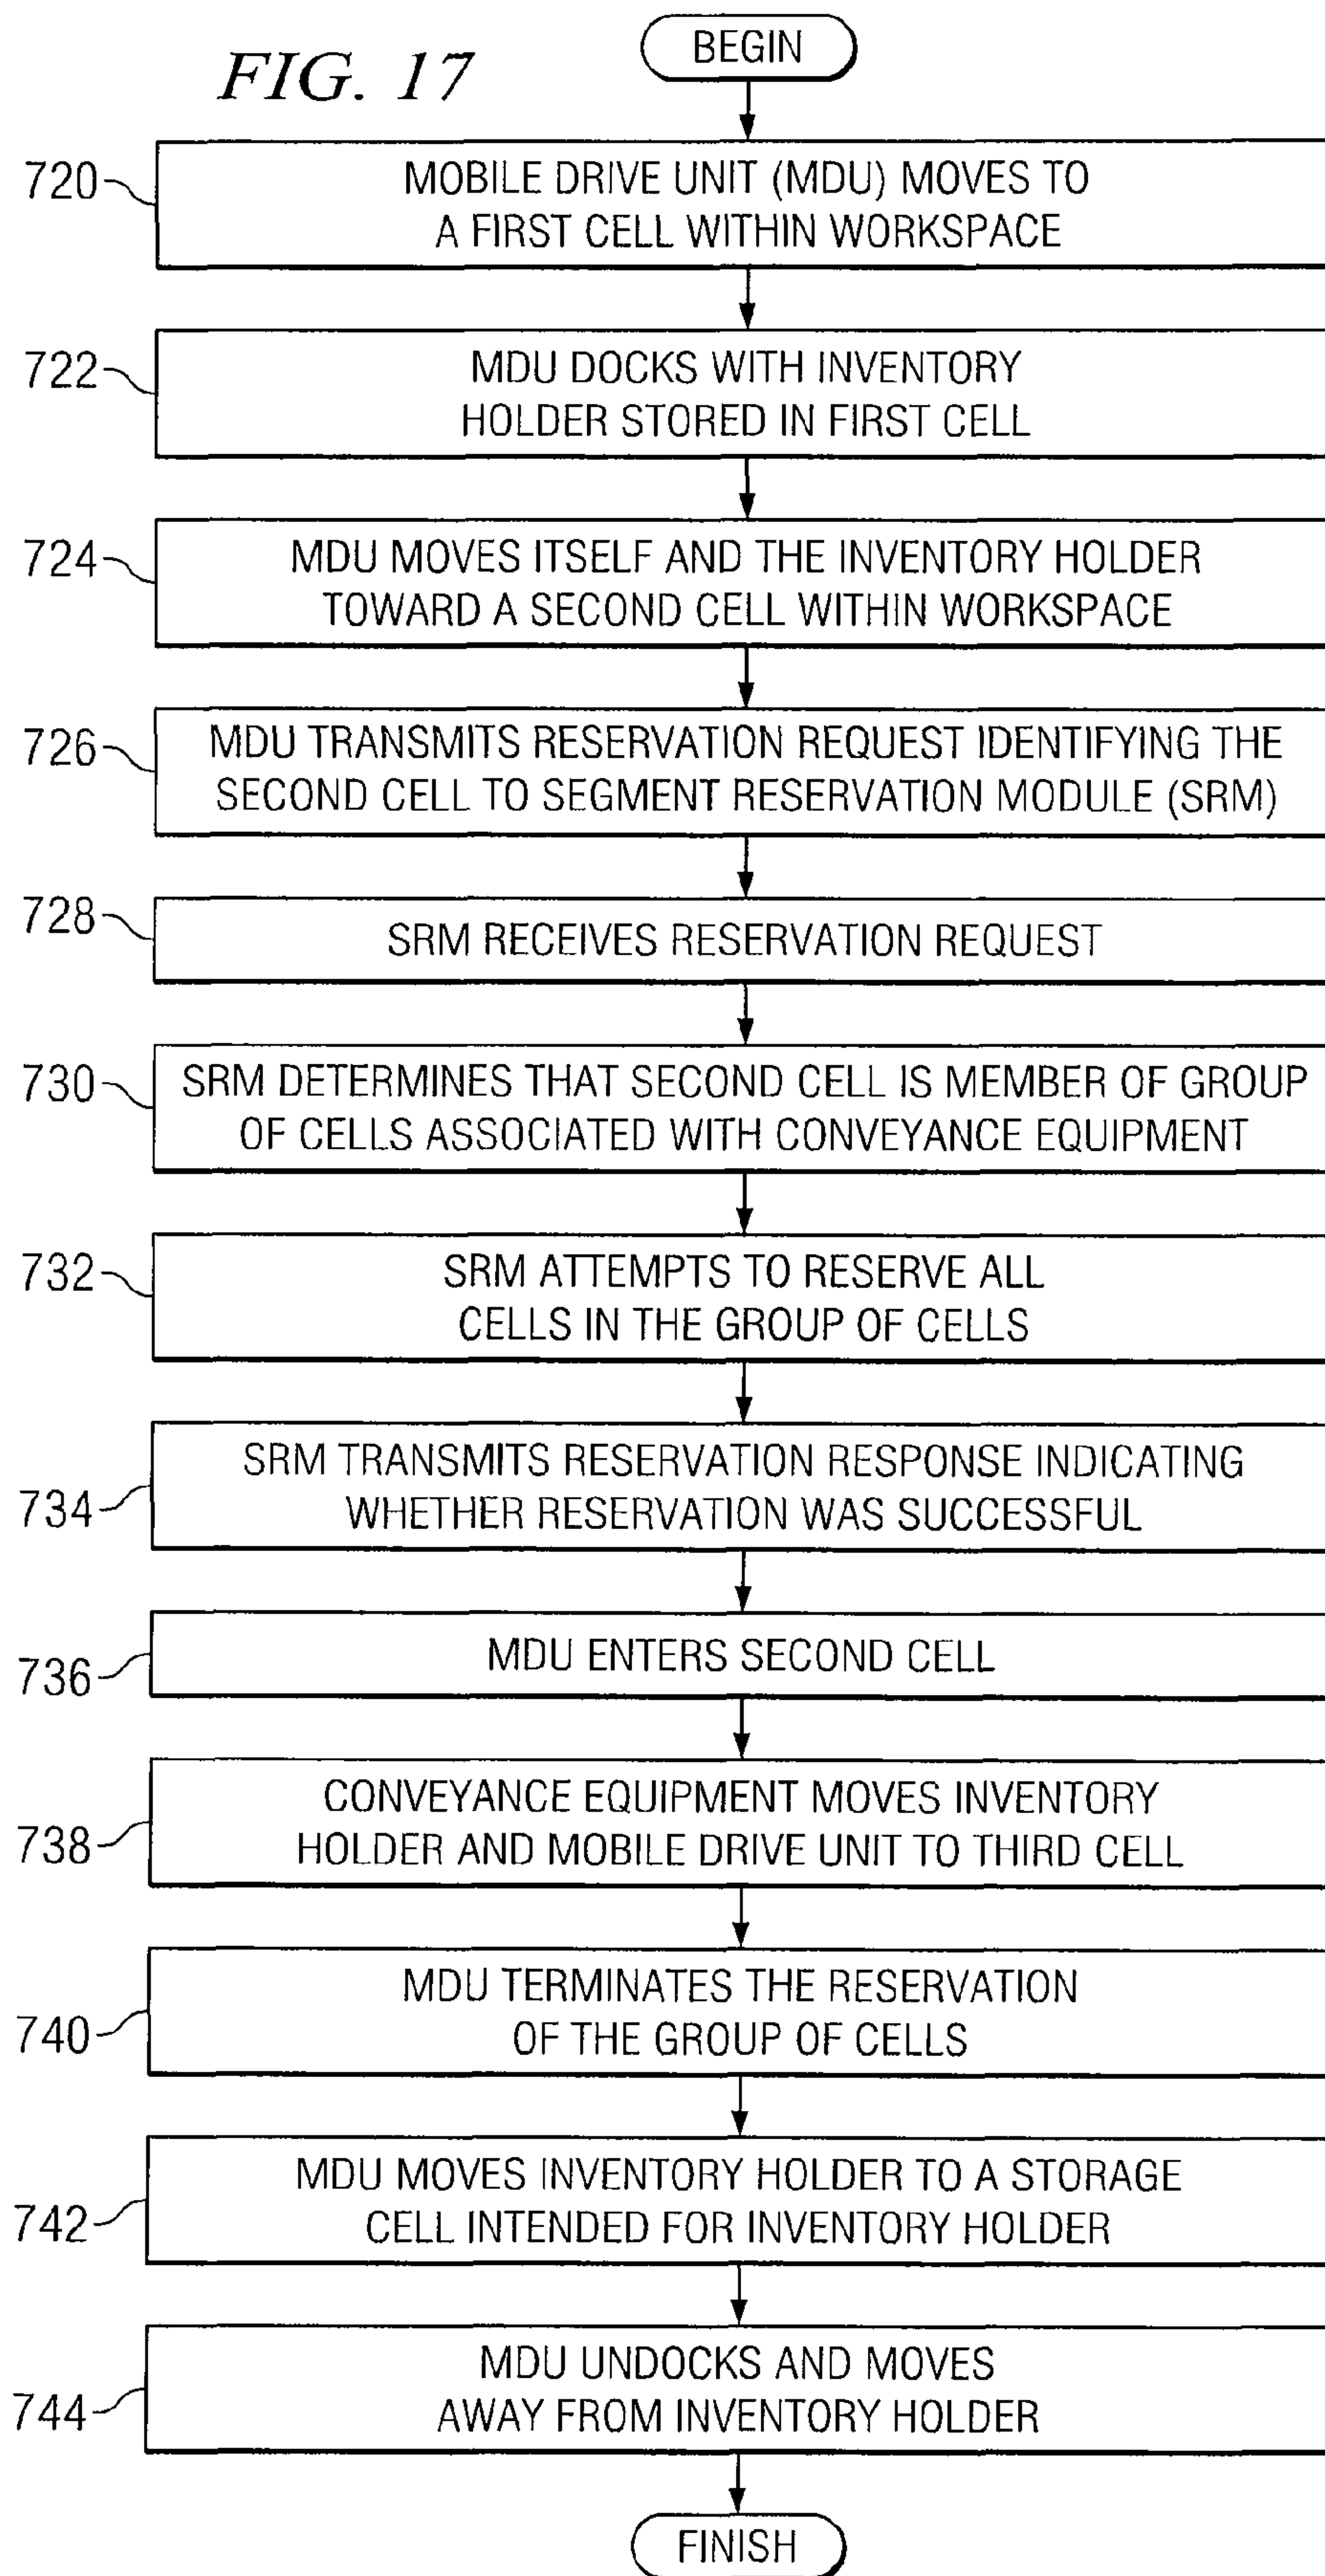 FIG. 17
BEGIN
720
MOBILE DRIVE UNIT (MDU) MOVES TO
A FIRST CELL WITHIN WORKSPACE
722
MDU DOCKS WITH INVENTORY
HOLDER STORED IN FIRST CELL
724
MDU MOVES ITSELF AND THE INVENTORY HOLDER
TOWARD A SECOND CELL WITHIN WORKSPACE
726
MDU TRANSMITS RESERVATION REQUEST IDENTIFYING THE
SECOND CELL TO SEGMENT RESERVATION MODULE (SRM)
728
SRM RECEIVES RESERVATION REQUEST
730
SRM DETERMINES THAT SECOND CELL IS MEMBER OF GROUP
OF CELLS ASSOCIATED WITH CONVEYANCE EQUIPMENT
732
SRM ATTEMPTS TO RESERVE ALL
CELLS IN THE GROUP OF CELLS
734
SRM TRANSMITS RESERVATION RESPONSE INDICATING
WHETHER RESERVATION WAS SUCCESSFUL
736
MDU ENTERS SECOND CELL
738
CONVEYANCE EQUIPMENT MOVES INVENTORY
HOLDER AND MOBILE DRIVE UNIT TO THIRD CELL
740
MDU TERMINATES THE RESERVATION
OF THE GROUP OF CELLS
742
MDU MOVES INVENTORY HOLDER TO A STORAGE
CELL INTENDED FOR INVENTORY HOLDER
744
MDU UNDOCKS AND MOVES
AWAY FROM INVENTORY HOLDER
FINISH